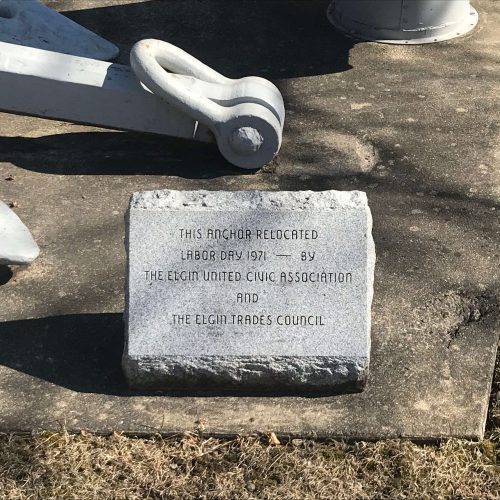 THIS ANCHOR RELOCATED
LABOR DAY 1971 — BY
THE ELGIN UNITED CIVIC ASSOCIATION
AND
THE ELGIN TRADES COUNCIL